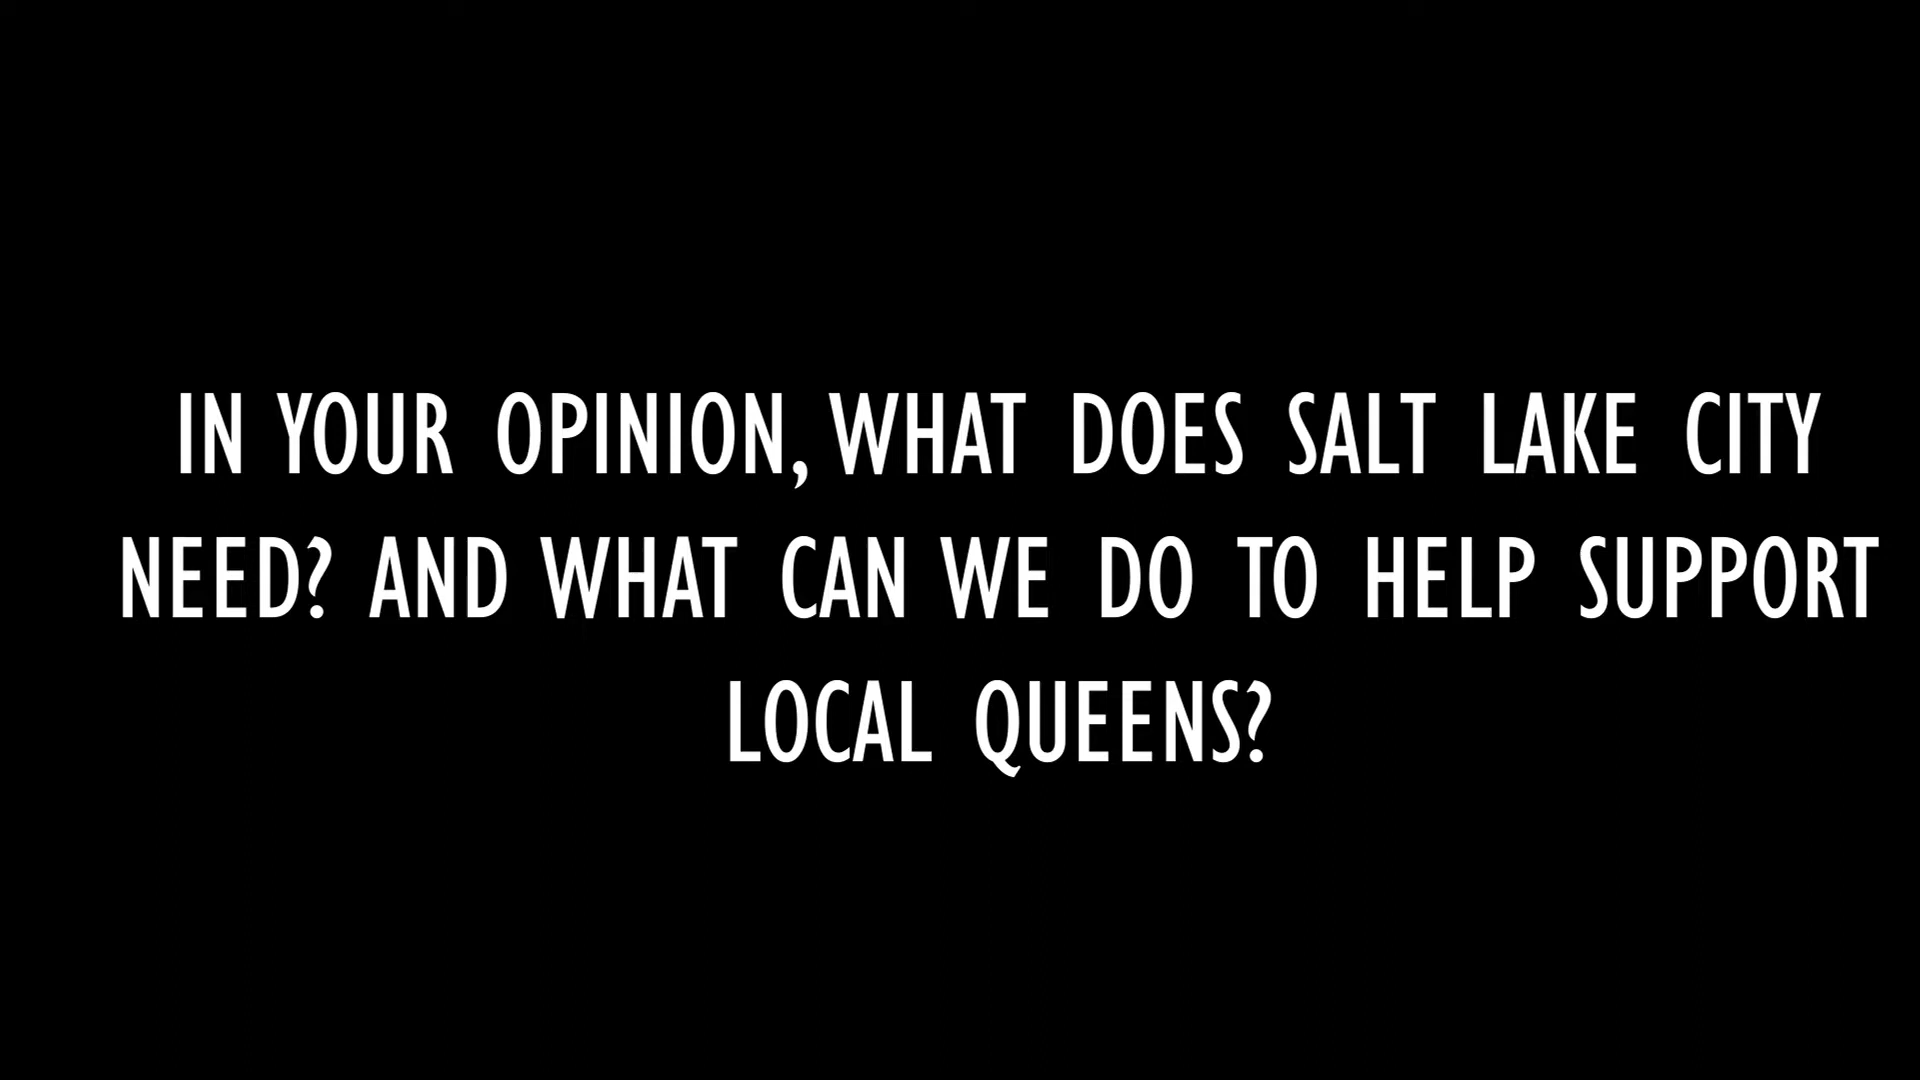 IN YOUR OPINION, WHAT DOES SALT LAKE CITY
NEED? AND WHAT CAN WE DO TO HELP SUPPORT
LOCAL QUEENS?